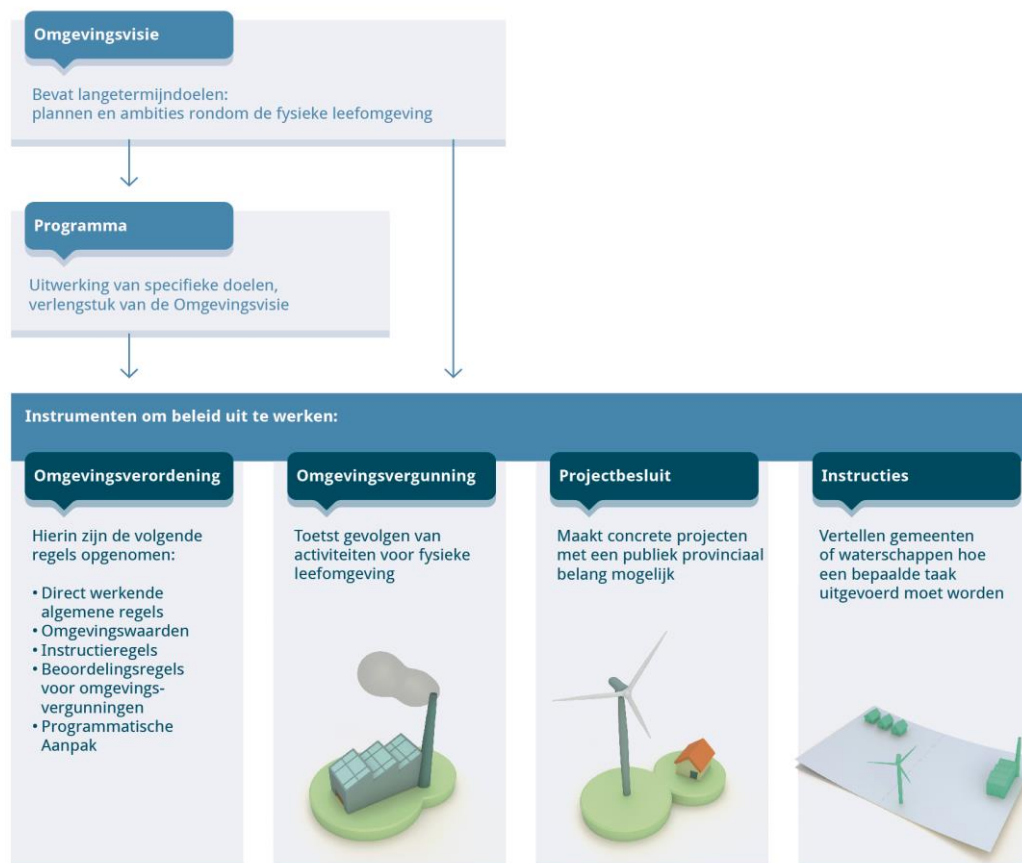 Omgevingsvisie
Bevat langetermijndoelen:
plannen en ambities rondom de fysieke leefomgeving
Programma
Uitwerking van specifieke doelen,
verlengstuk van de Omgevingsvisie
Instrumenten om beleid uit te werken:
Omgevingsverordening
Hierin zijn de volgende
regels opgenomen:
• Direct werkende
algemene regels
• Omgevingswaarden
• Instructieregels
• Beoordelingsregels
voor omgevings-
vergunningen
• Programmatische
Aanpak
Omgevingsvergunning
Toetst gevolgen van
activiteiten voor fysieke
leefomgeving
Projectbesluit
Maakt concrete projecten
met een publiek provinciaal
belang mogelijk
Instructies
Vertellen gemeenten
of waterschappen hoe
een bepaalde taak
uitgevoerd moet worden